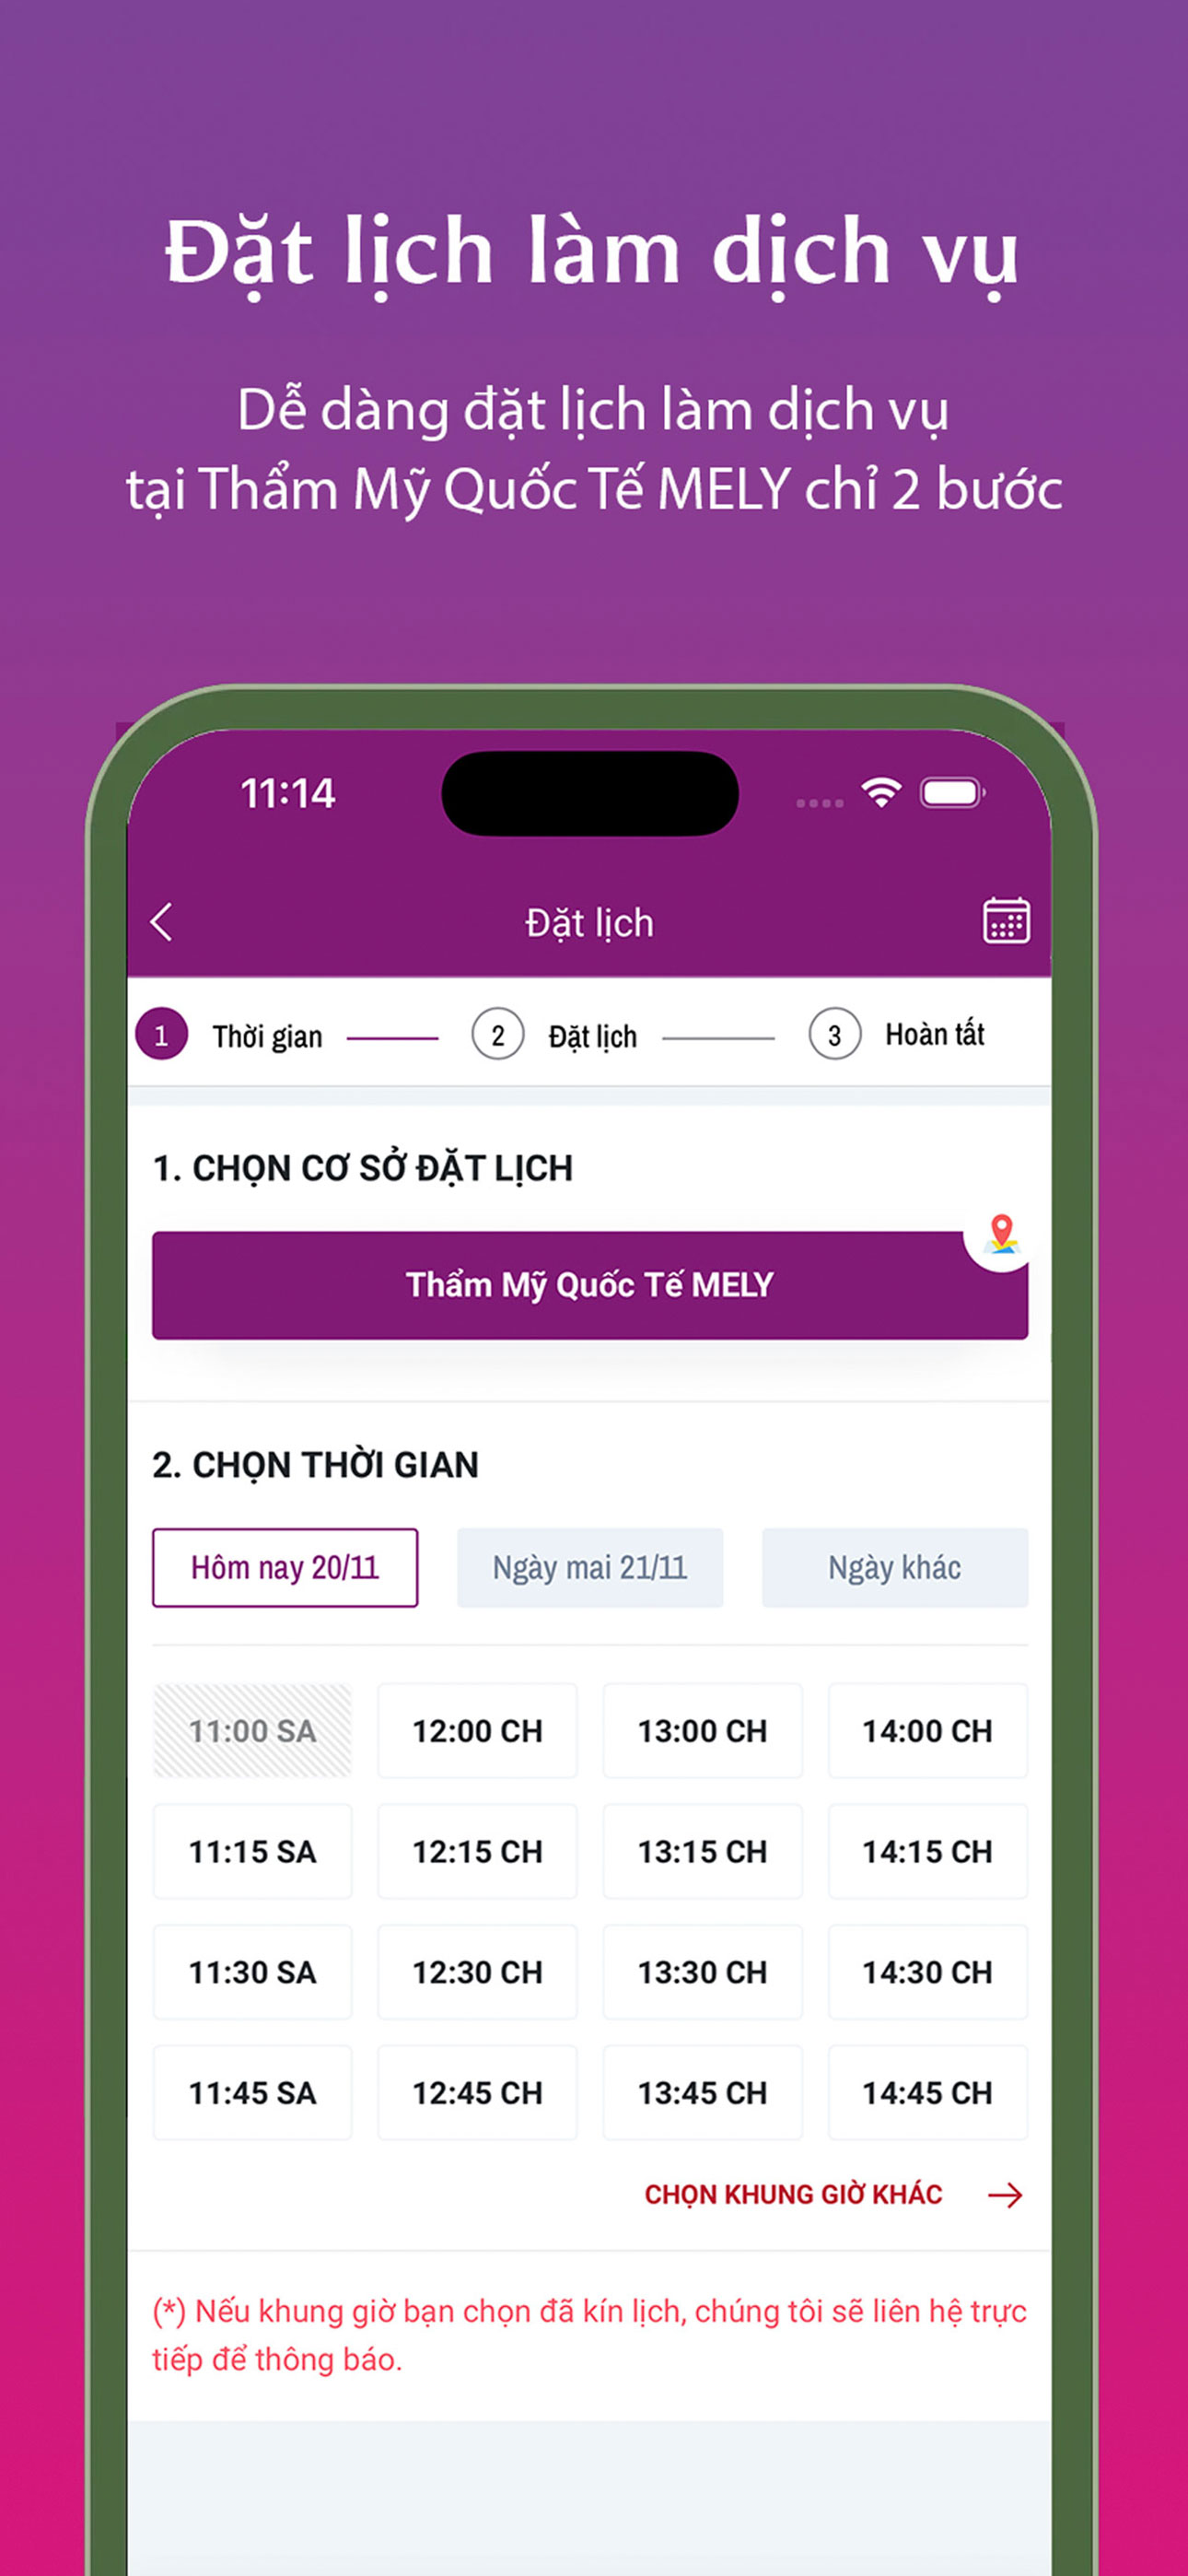 Đặt lịch làm dịch vụ
Dễ dàng đặt lịch làm dịch vụ
tại Thẩm Mỹ Quốc Tế MELY chỉ 2 bước
11:14
Đặt lịch
1 Thời gian 2 Đặt lịch 3 Hoàn tất
1. CHỌN CƠ SỞ ĐẶT LỊCH
Thẩm Mỹ Quốc Tế MELY
2. CHỌN THỜI GIAN
Hôm nay 20/11 Ngày mai 21/11 Ngày khác
11:00 SA 12:00 CH 13:00 CH 14:00 CH
11:15 SA 12:15 CH 13:15 CH 14:15 CH
11:30 SA 12:30 CH 13:30 CH 14:30 CH
11:45 SA 12:45 CH 13:45 CH 14:45 CH
CHỌN KHUNG GIỜ KHÁC →
(*) Nếu khung giờ bạn chọn đã kín lịch, chúng tôi sẽ liên hệ trực
tiếp để thông báo.